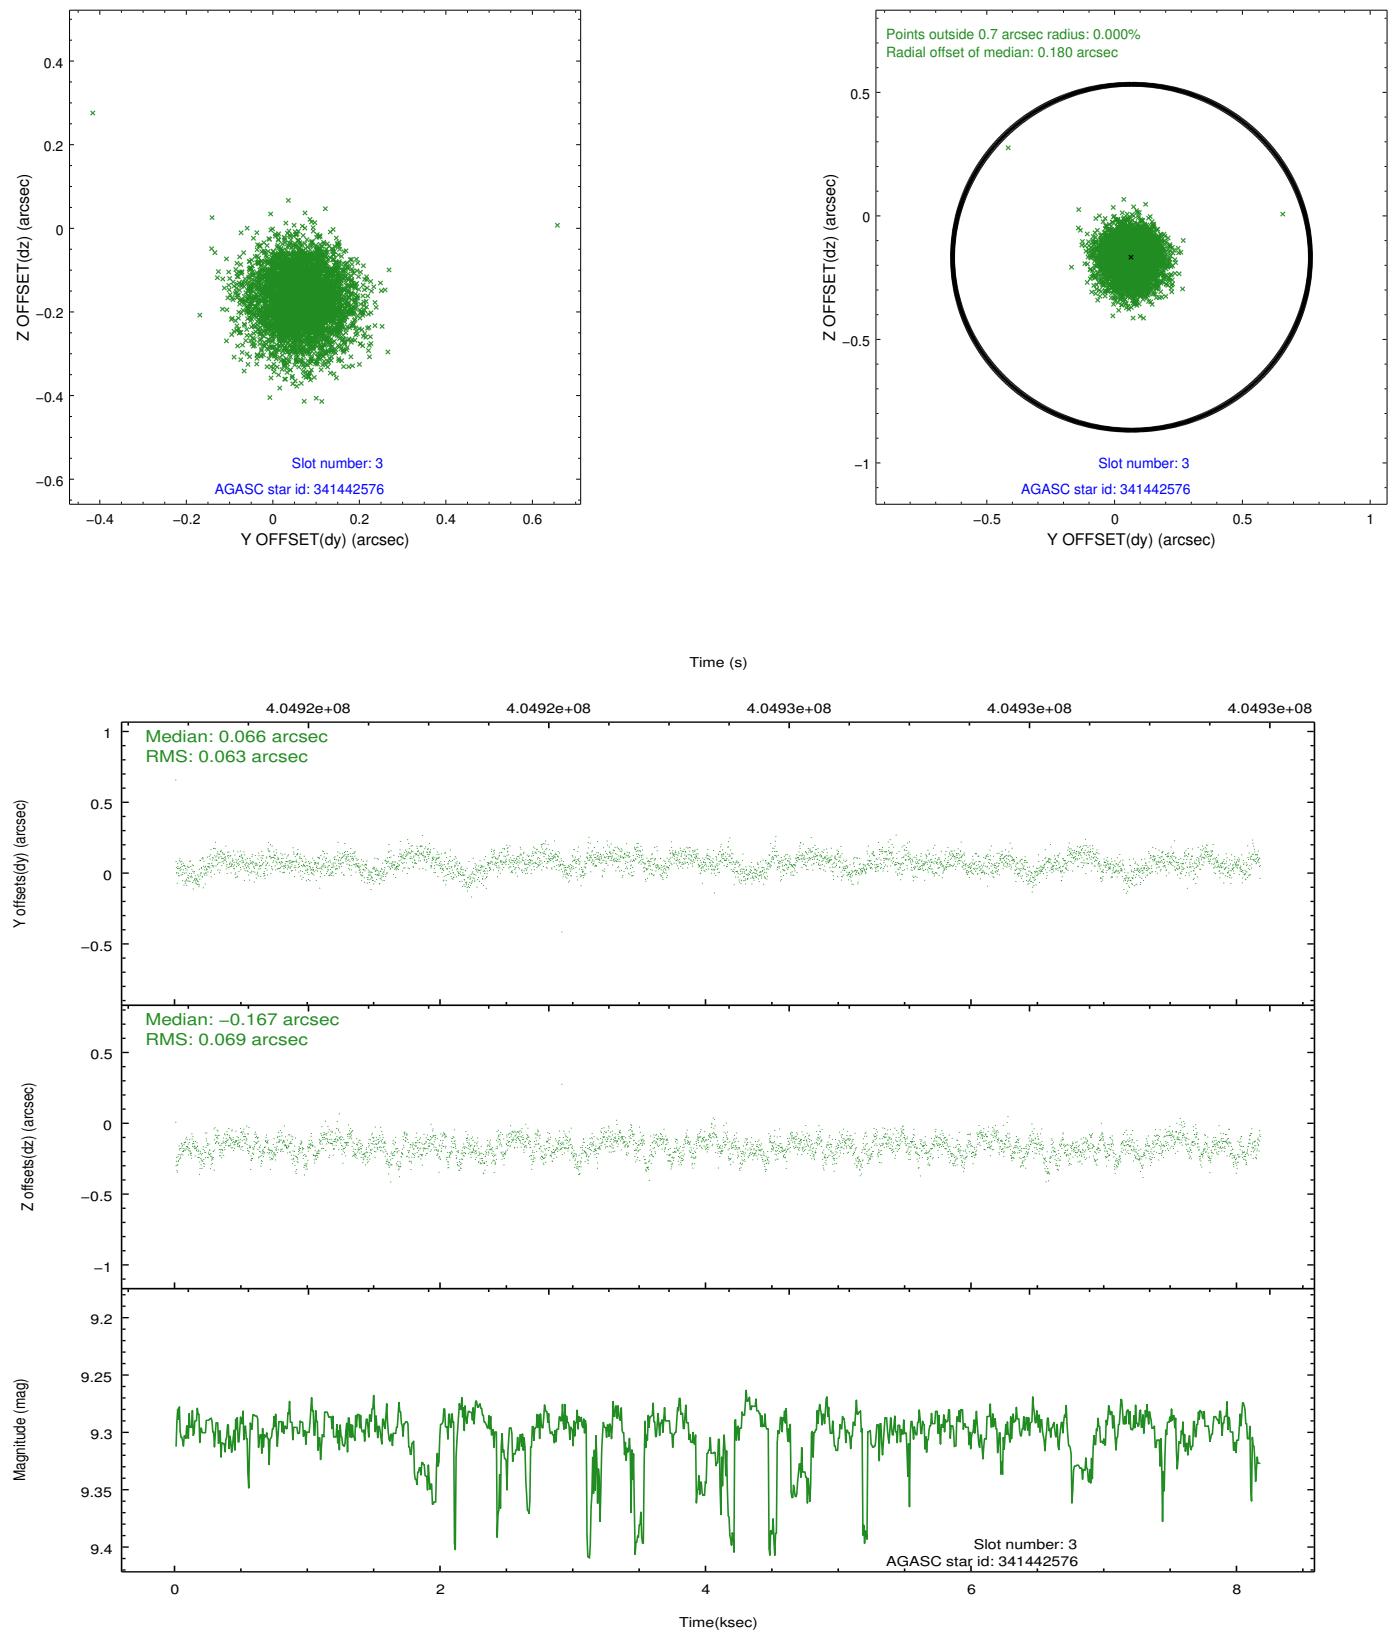 0.4
0.2
0
−0.2
−0.4
−0.6
Z OFFSET(dz) (arcsec)
Slot number: 3
AGASC star id: 341442576
−0.4 −0.2 0 0.2 0.4 0.6
Y OFFSET(dy) (arcsec)
Points outside 0.7 arcsec radius: 0.000%
Radial offset of median: 0.180 arcsec
0.5
0
−0.5
−1
Z OFFSET(dz) (arcsec)
Slot number: 3
AGASC star id: 341442576
−0.5 0 0.5 1
Y OFFSET(dy) (arcsec)
Time (s)
4.0492e+08 4.0492e+08 4.0493e+08 4.0493e+08 4.0493e+08
Median: 0.066 arcsec
RMS: 0.063 arcsec
1
0.5
0
−0.5
Y offsets(dy) (arcsec)
Median: −0.167 arcsec
RMS: 0.069 arcsec
0.5
0
−0.5
−1
Z offsets(dz) (arcsec)
9.2
9.25
9.3
9.35
9.4
Magnitude (mag)
Slot number: 3
AGASC star id: 341442576
0 2 4 6 8
Time(ksec)